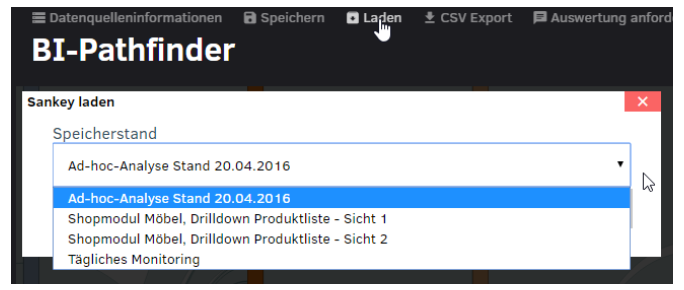 Datenquelleninformationen Speichern Laden CSV Export Auswertung anford
BI-Pathfinder
Sankey laden
Speicherstand
Ad-hoc-Analyse Stand 20.04.2016
Ad-hoc-Analyse Stand 20.04.2016
Shopmodul Möbel, Drilldown Produktliste - Sicht 1
Shopmodul Möbel, Drilldown Produktliste - Sicht 2
Tägliches Monitoring